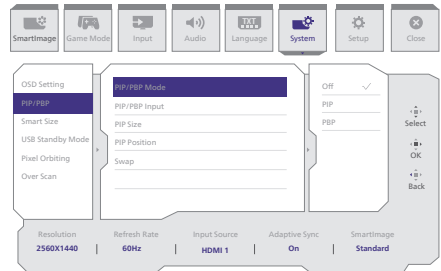 SmartImage
Game Mode
Input
Audio
TXT
Language
System
Setup
Close
OSD Setting
PIP/PBP
Smart Size
USB Standby Mode
Pixel Orbiting
Over Scan
PIP/PBP Mode
PIP/PBP Input
PIP Size
PIP Position
Swap
Off
PIP
PBP
Select
OK
Back
Resolution Refresh Rate Input Source Adaptive Sync SmartImage
2560X1440 | 60Hz | HDMI 1 | On | Standard